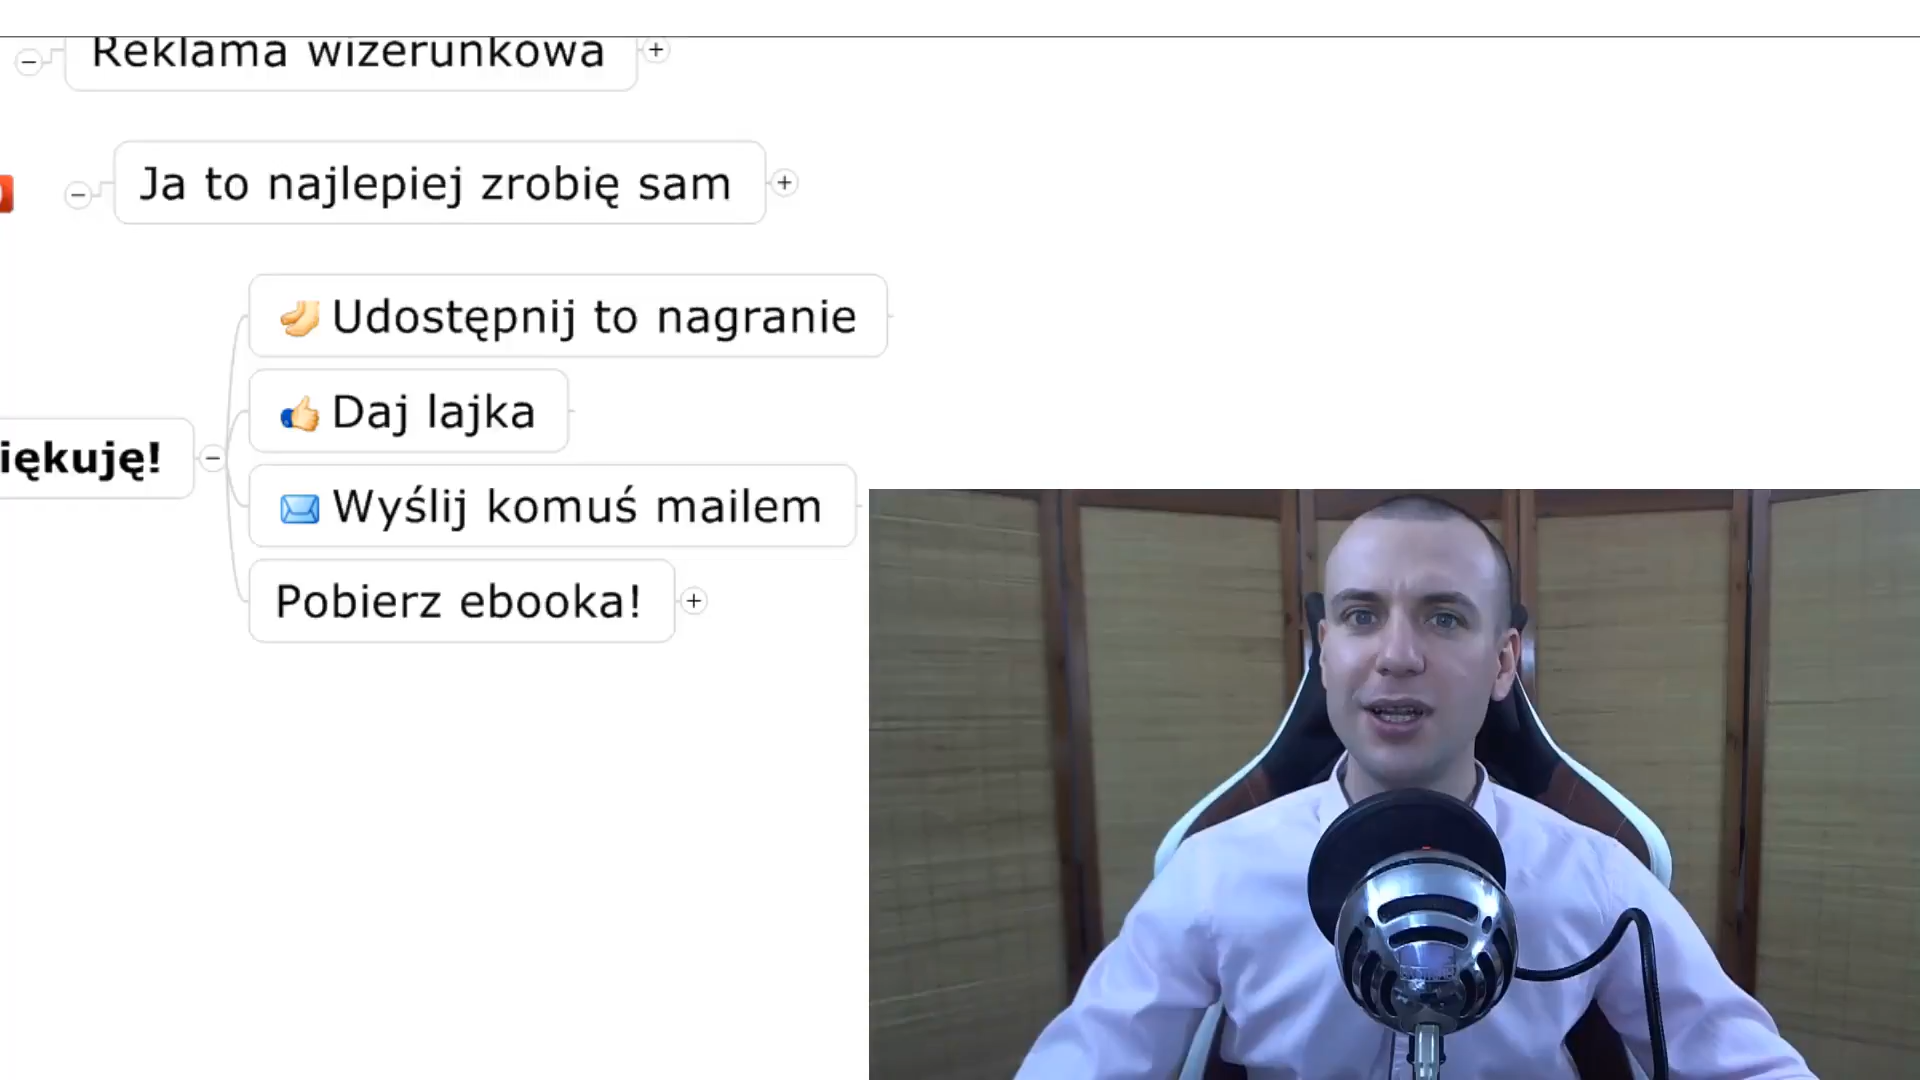 Reklama wizerunkowa
Ja to najlepiej zrobię sam
Udostępnij to nagranie
Daj lajka
iękuję!
Wyślij komuś mailem
Pobierz ebooka!